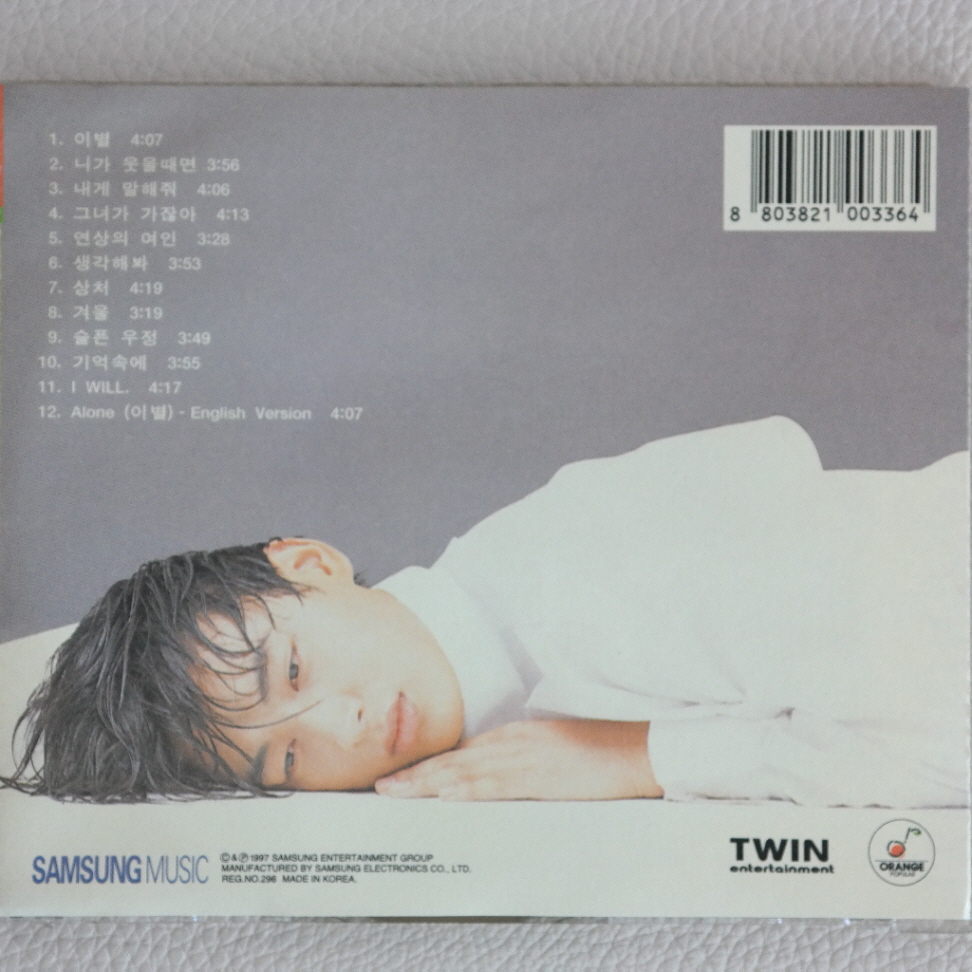 1. 이별 4:07
2. 니가 웃을때면 3:56
3. 내게 말해줘 4:06
4. 그녀가 가잖아 4:13
5. 연상의 여인 3:28
6. 생각해봐 3:53
7. 상처 4:19
8. 겨울 3:19
9. 슬픈 우정 3:49
10. 기억속에 3:55
11. I WILL. 4:17
12. Alone (이별) - English Version 4:07
8 803821 003364
SAMSUNG MUSIC
©&℗1997 SAMSUNG ENTERTAINMENT GROUP
MANUFACTURED BY SAMSUNG ELECTRONICS CO., LTD.
REG.NO.296 MADE IN KOREA.
TWIN
entertainment
ORANGE
POPULAR